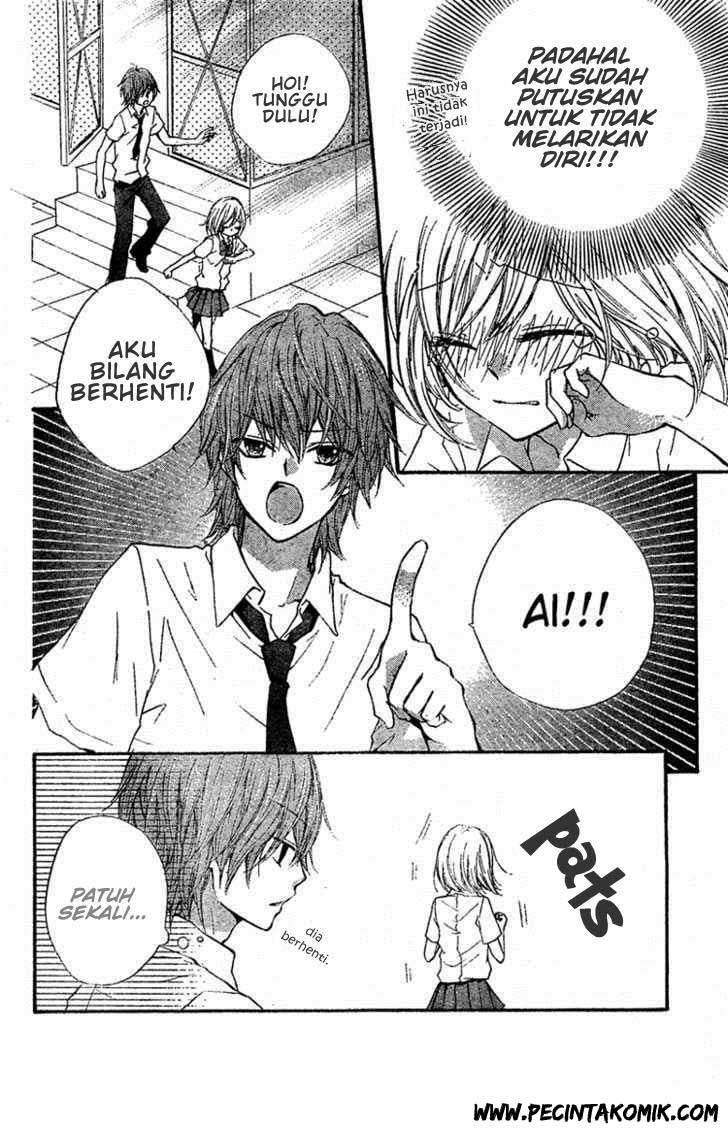 PADAHAL
AKU SUDAH
PUTUSKAN
UNTUK TIDAK
MELARIKAN
DIRI!!!
Harusnya
ini tidak
terjadi!
HOI!
TUNGGU
DULU!
AKU
BILANG
BERHENTI!
AI!!!
pats
dia
berhenti.
PATUH
SEKALI...
www.PECINTAKOMIK.COM